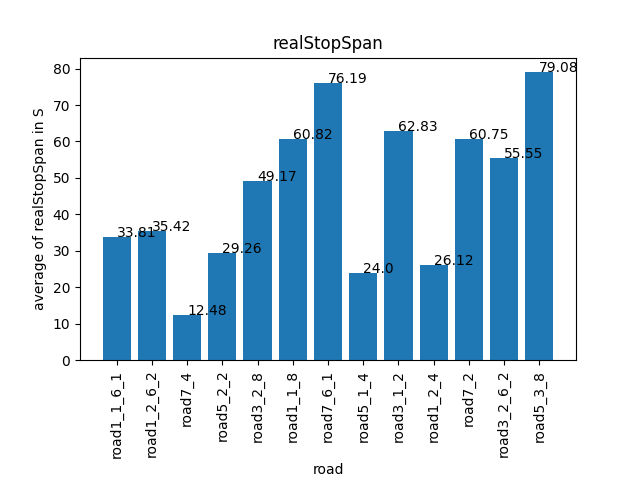 realStopSpan
average of realStopSpan in S
80
70
60
50
40
30
20
10
0
33.81
35.42
12.48
29.26
49.17
60.82
76.19
24.0
62.83
26.12
60.75
55.55
79.08
road1_1_6_1
road1_2_6_2
road7_4
road5_2_2
road3_2_8
road1_1_8
road7_6_1
road5_1_4
road3_1_2
road1_2_4
road7_2
road3_2_6_2
road5_3_8
road